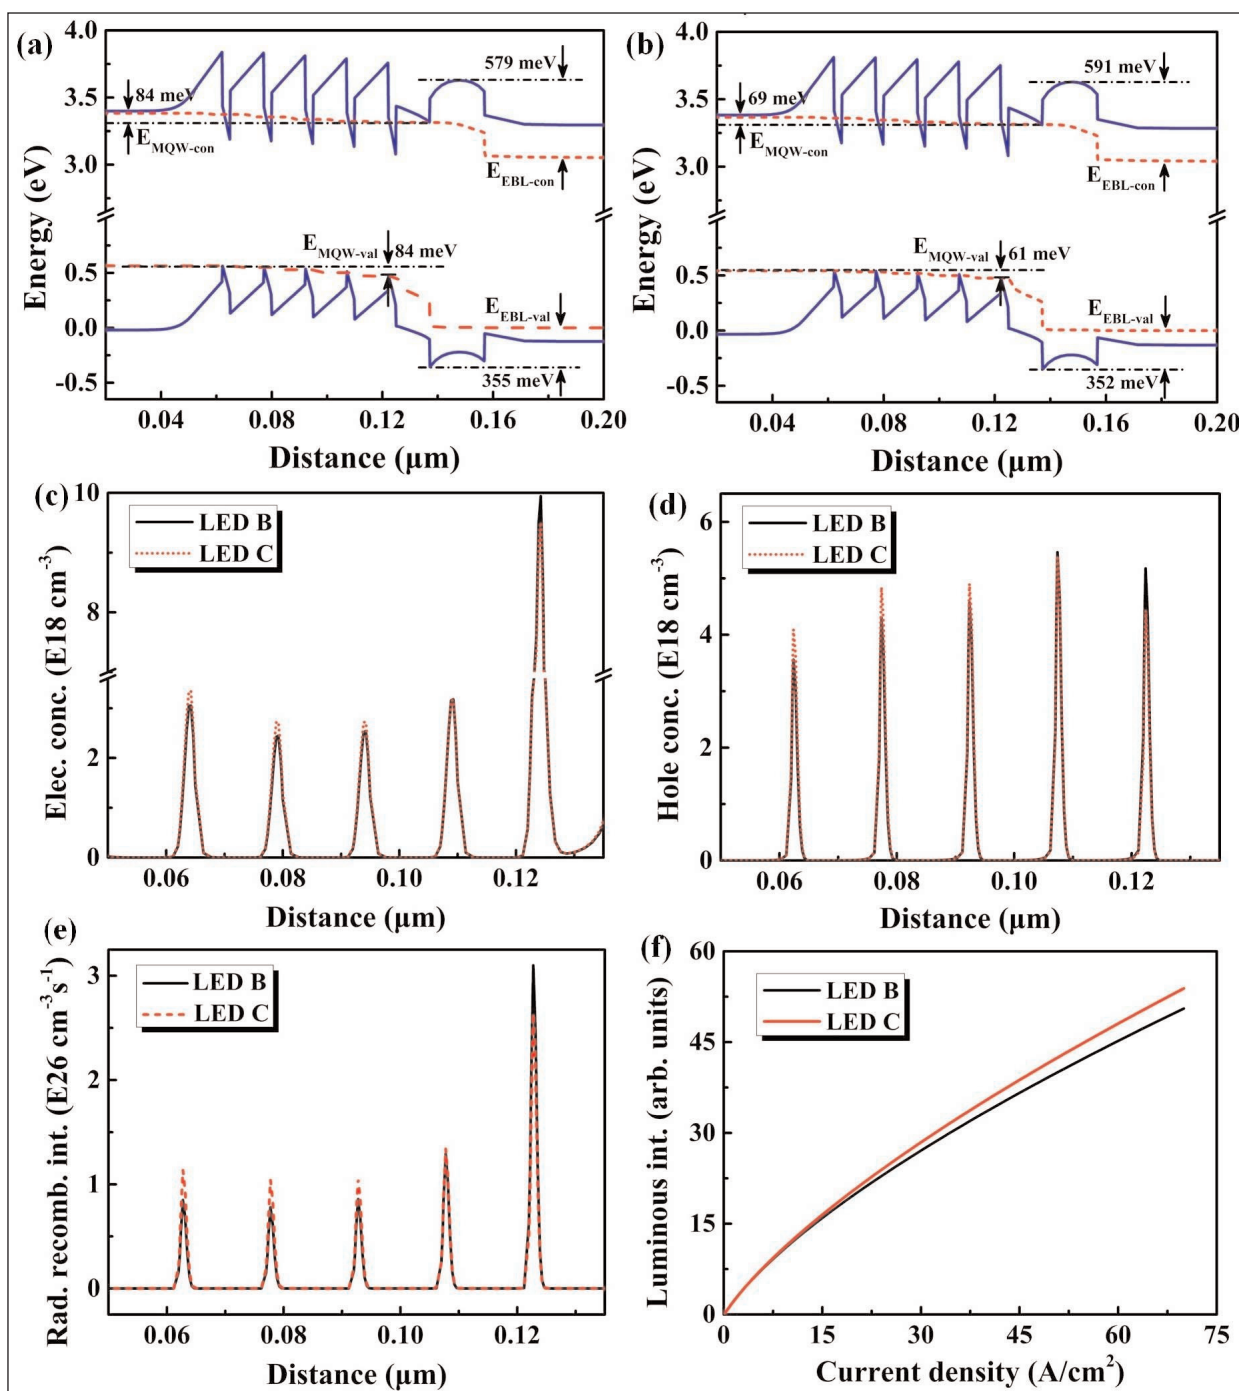 (a)
4.0
3.5
3.0
0.5
0.0
-0.5
Energy (eV)
84 meV
E_MQW-con
579 meV
E_EBL-con
E_MQW-val
84 meV
E_EBL-val
355 meV
0.04 0.08 0.12 0.16 0.20
Distance (μm)
(b)
4.0
3.5
3.0
0.5
0.0
-0.5
Energy (eV)
69 meV
E_MQW-con
591 meV
E_EBL-con
E_MQW-val
61 meV
E_EBL-val
352 meV
0.04 0.08 0.12 0.16 0.20
Distance (μm)
(c)
10
8
2
0
Elec. conc. (E18 cm⁻³)
LED B
LED C
0.06 0.08 0.10 0.12
Distance (μm)
(d)
6
4
2
0
Hole conc. (E18 cm⁻³)
LED B
LED C
0.06 0.08 0.10 0.12
Distance (μm)
(e)
3
2
1
0
Rad. recomb. int. (E26 cm⁻³s⁻¹)
LED B
LED C
0.06 0.08 0.10 0.12
Distance (μm)
(f)
60
45
30
15
0
Luminous int. (arb. units)
LED B
LED C
0 15 30 45 60 75
Current density (A/cm²)